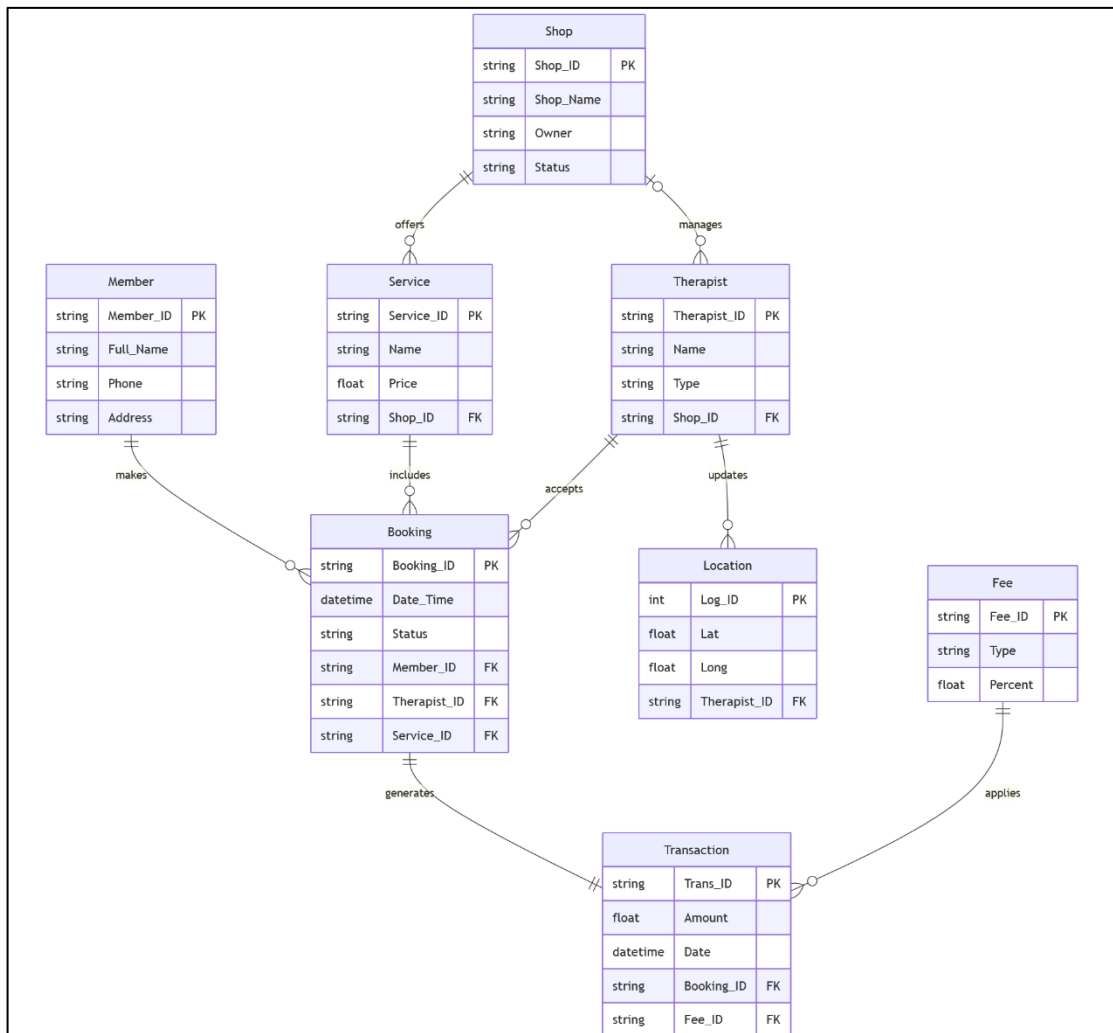 Shop
string Shop_ID PK
string Shop_Name
string Owner
string Status
offers
manages
Member
string Member_ID PK
string Full_Name
string Phone
string Address
Service
string Service_ID PK
string Name
float Price
string Shop_ID FK
Therapist
string Therapist_ID PK
string Name
string Type
string Shop_ID FK
makes
includes
accepts
updates
Booking
string Booking_ID PK
datetime Date_Time
string Status
string Member_ID FK
string Therapist_ID FK
string Service_ID FK
Location
int Log_ID PK
float Lat
float Long
string Therapist_ID FK
Fee
string Fee_ID PK
string Type
float Percent
generates
applies
Transaction
string Trans_ID PK
float Amount
datetime Date
string Booking_ID FK
string Fee_ID FK